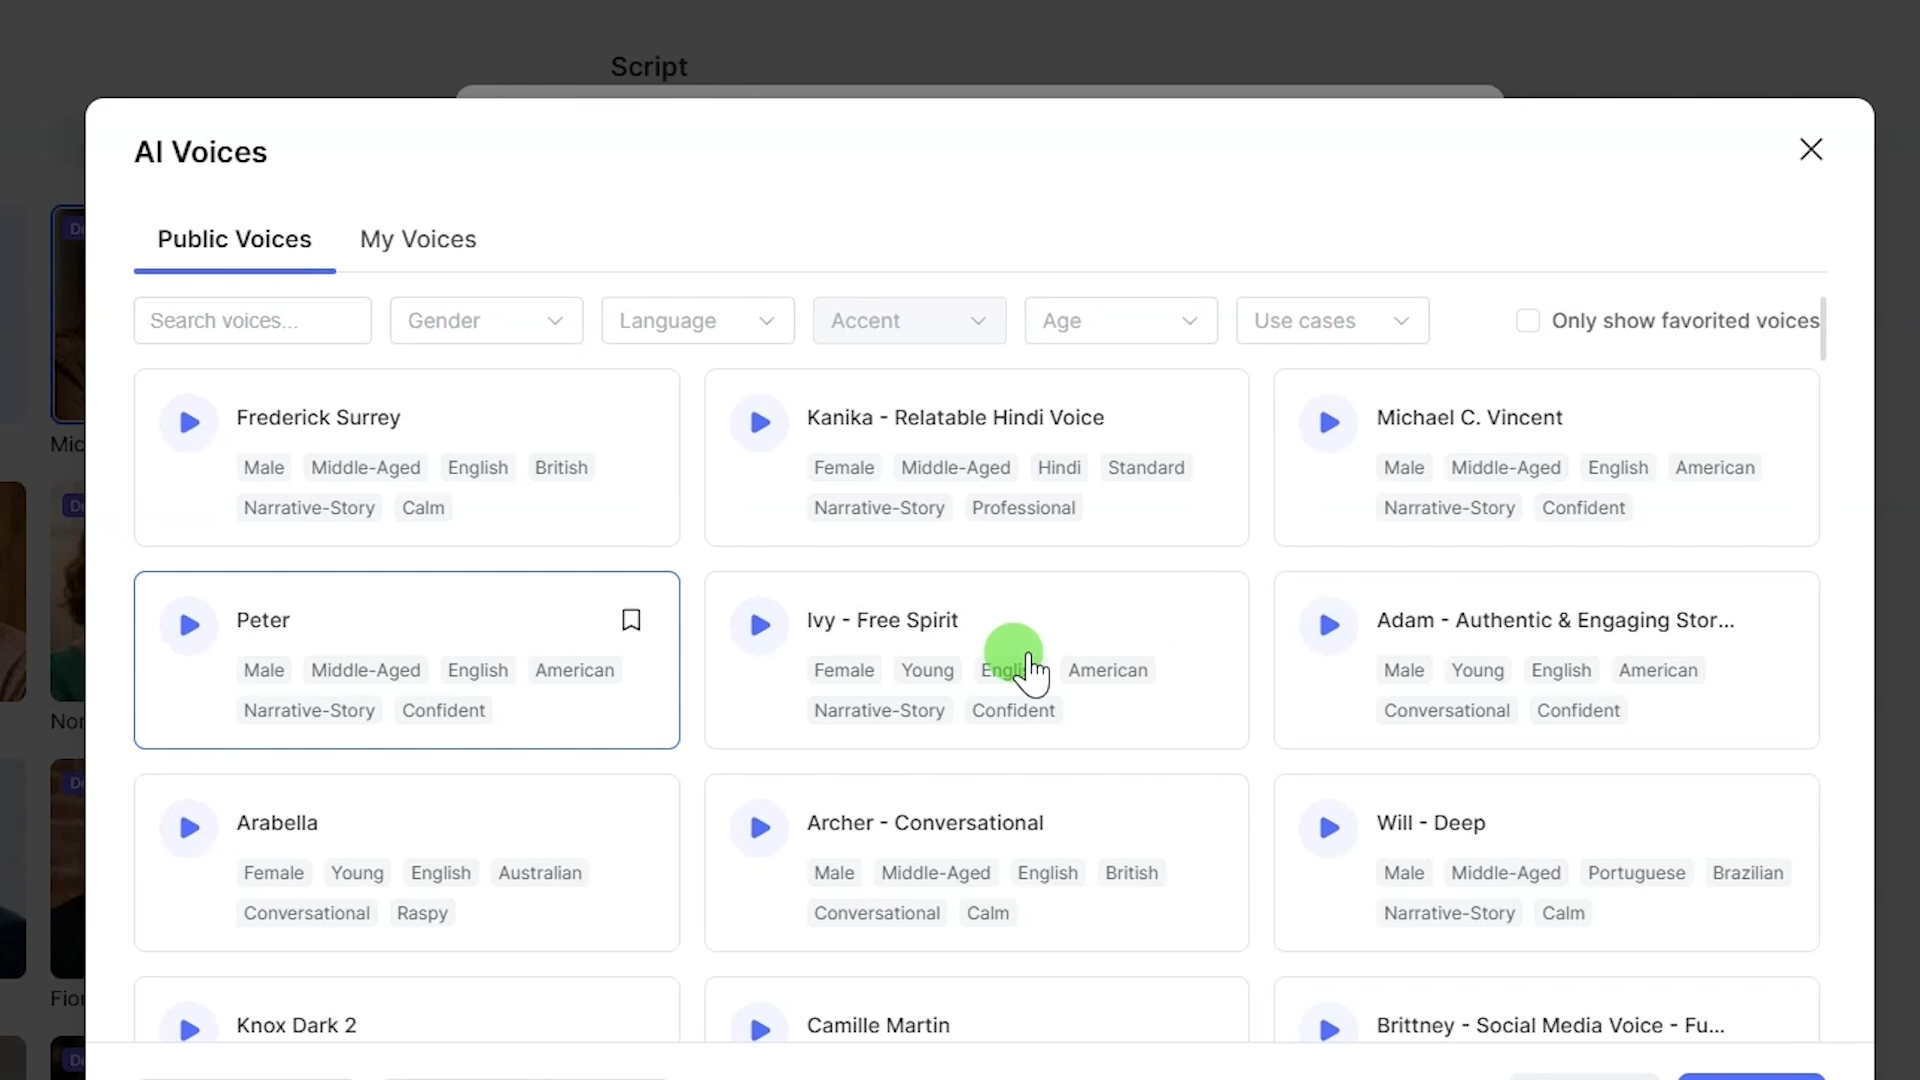 Script
AI Voices
Public Voices My Voices
Search voices... Gender Language Accent Age Use cases Only show favorited voices
Frederick Surrey
Male Middle-Aged English British
Narrative-Story Calm
Kanika - Relatable Hindi Voice
Female Middle-Aged Hindi Standard
Narrative-Story Professional
Michael C. Vincent
Male Middle-Aged English American
Narrative-Story Confident
Peter
Male Middle-Aged English American
Narrative-Story Confident
Ivy - Free Spirit
Female Young English American
Narrative-Story Confident
Adam - Authentic & Engaging Stor...
Male Young English American
Conversational Confident
Arabella
Female Young English Australian
Conversational Raspy
Archer - Conversational
Male Middle-Aged English British
Conversational Calm
Will - Deep
Male Middle-Aged Portuguese Brazilian
Narrative-Story Calm
Knox Dark 2
Camille Martin
Brittney - Social Media Voice - Fu...